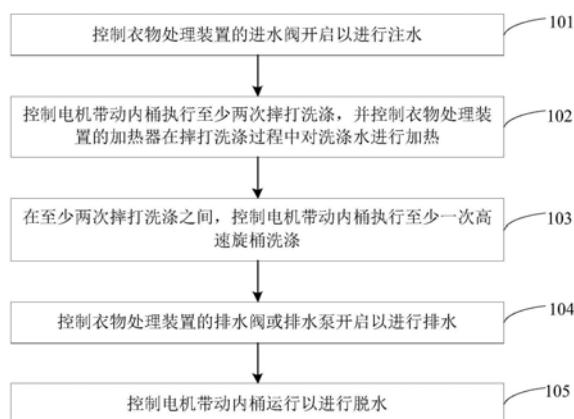 控制衣物处理装置的进水阀开启以进行注水
101
控制电机带动内桶执行至少两次摔打洗涤，并控制衣物处理装
置的加热器在摔打洗涤过程中对洗涤水进行加热
102
在至少两次摔打洗涤之间，控制电机带动内桶执行至少一次高
速旋桶洗涤
103
控制衣物处理装置的排水阀或排水泵开启以进行排水
104
控制电机带动内桶运行以进行脱水
105